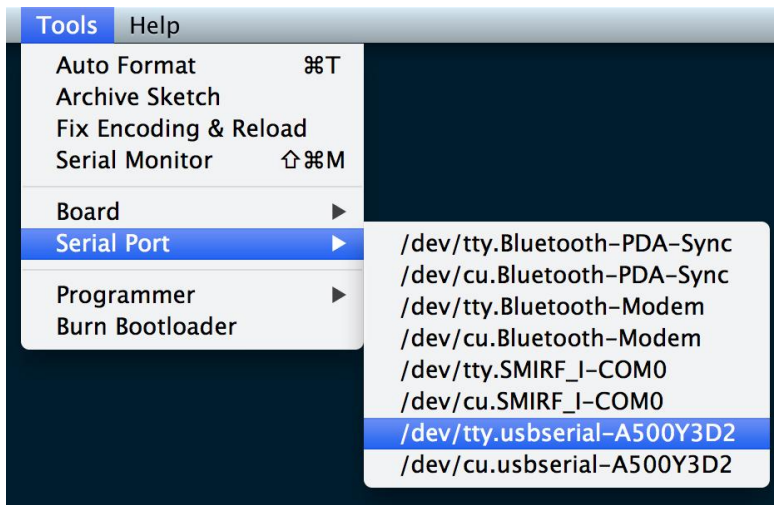 Tools Help
Auto Format ⌘T
Archive Sketch
Fix Encoding & Reload
Serial Monitor ⇧⌘M
Board ▶
Serial Port ▶
Programmer ▶
Burn Bootloader
/dev/tty.Bluetooth-PDA-Sync
/dev/cu.Bluetooth-PDA-Sync
/dev/tty.Bluetooth-Modem
/dev/cu.Bluetooth-Modem
/dev/tty.SMIRF_I-COM0
/dev/cu.SMIRF_I-COM0
/dev/tty.usbserial-A500Y3D2
/dev/cu.usbserial-A500Y3D2